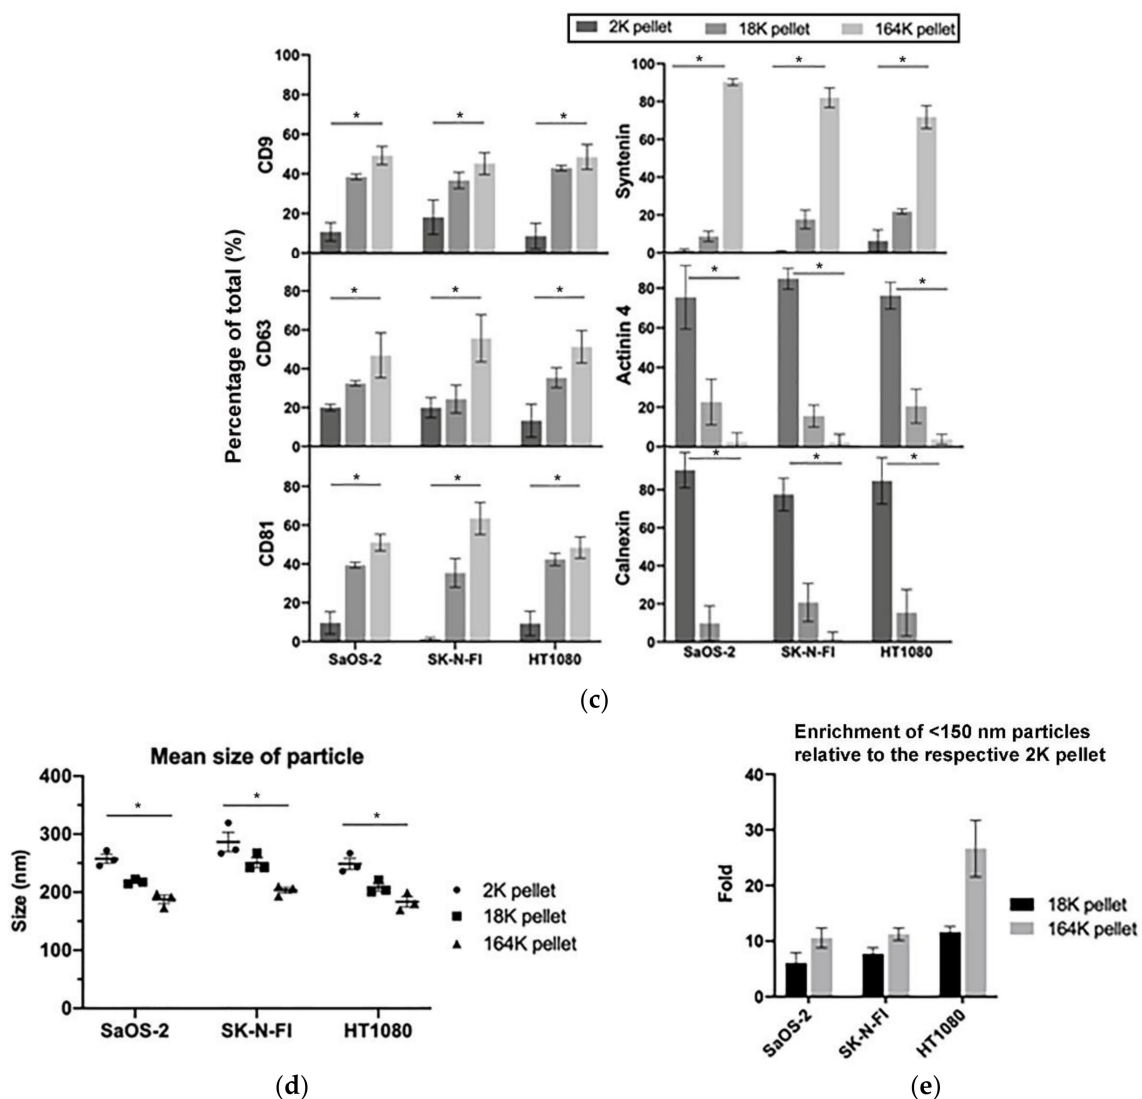 2K pellet 18K pellet 164K pellet
Percentage of total (%)
CD9
100
80
60
40
20
0
* * *
CD63
80
60
40
20
0
* * *
CD81
80
60
40
20
0
* * *
SaOS-2 SK-N-FI HT1080
Syntenin
100
80
60
40
20
0
* * *
Actinin 4
80
60
40
20
0
* * *
Calnexin
80
60
40
20
0
* * *
SaOS-2 SK-N-FI HT1080
(c)
Mean size of particle
Size (nm)
400
300
200
100
0
* * *
SaOS-2 SK-N-FI HT1080
2K pellet
18K pellet
164K pellet
(d)
Enrichment of <150 nm particles
relative to the respective 2K pellet
Fold
40
30
20
10
0
SaOS-2 SK-N-FI HT1080
18K pellet
164K pellet
(e)